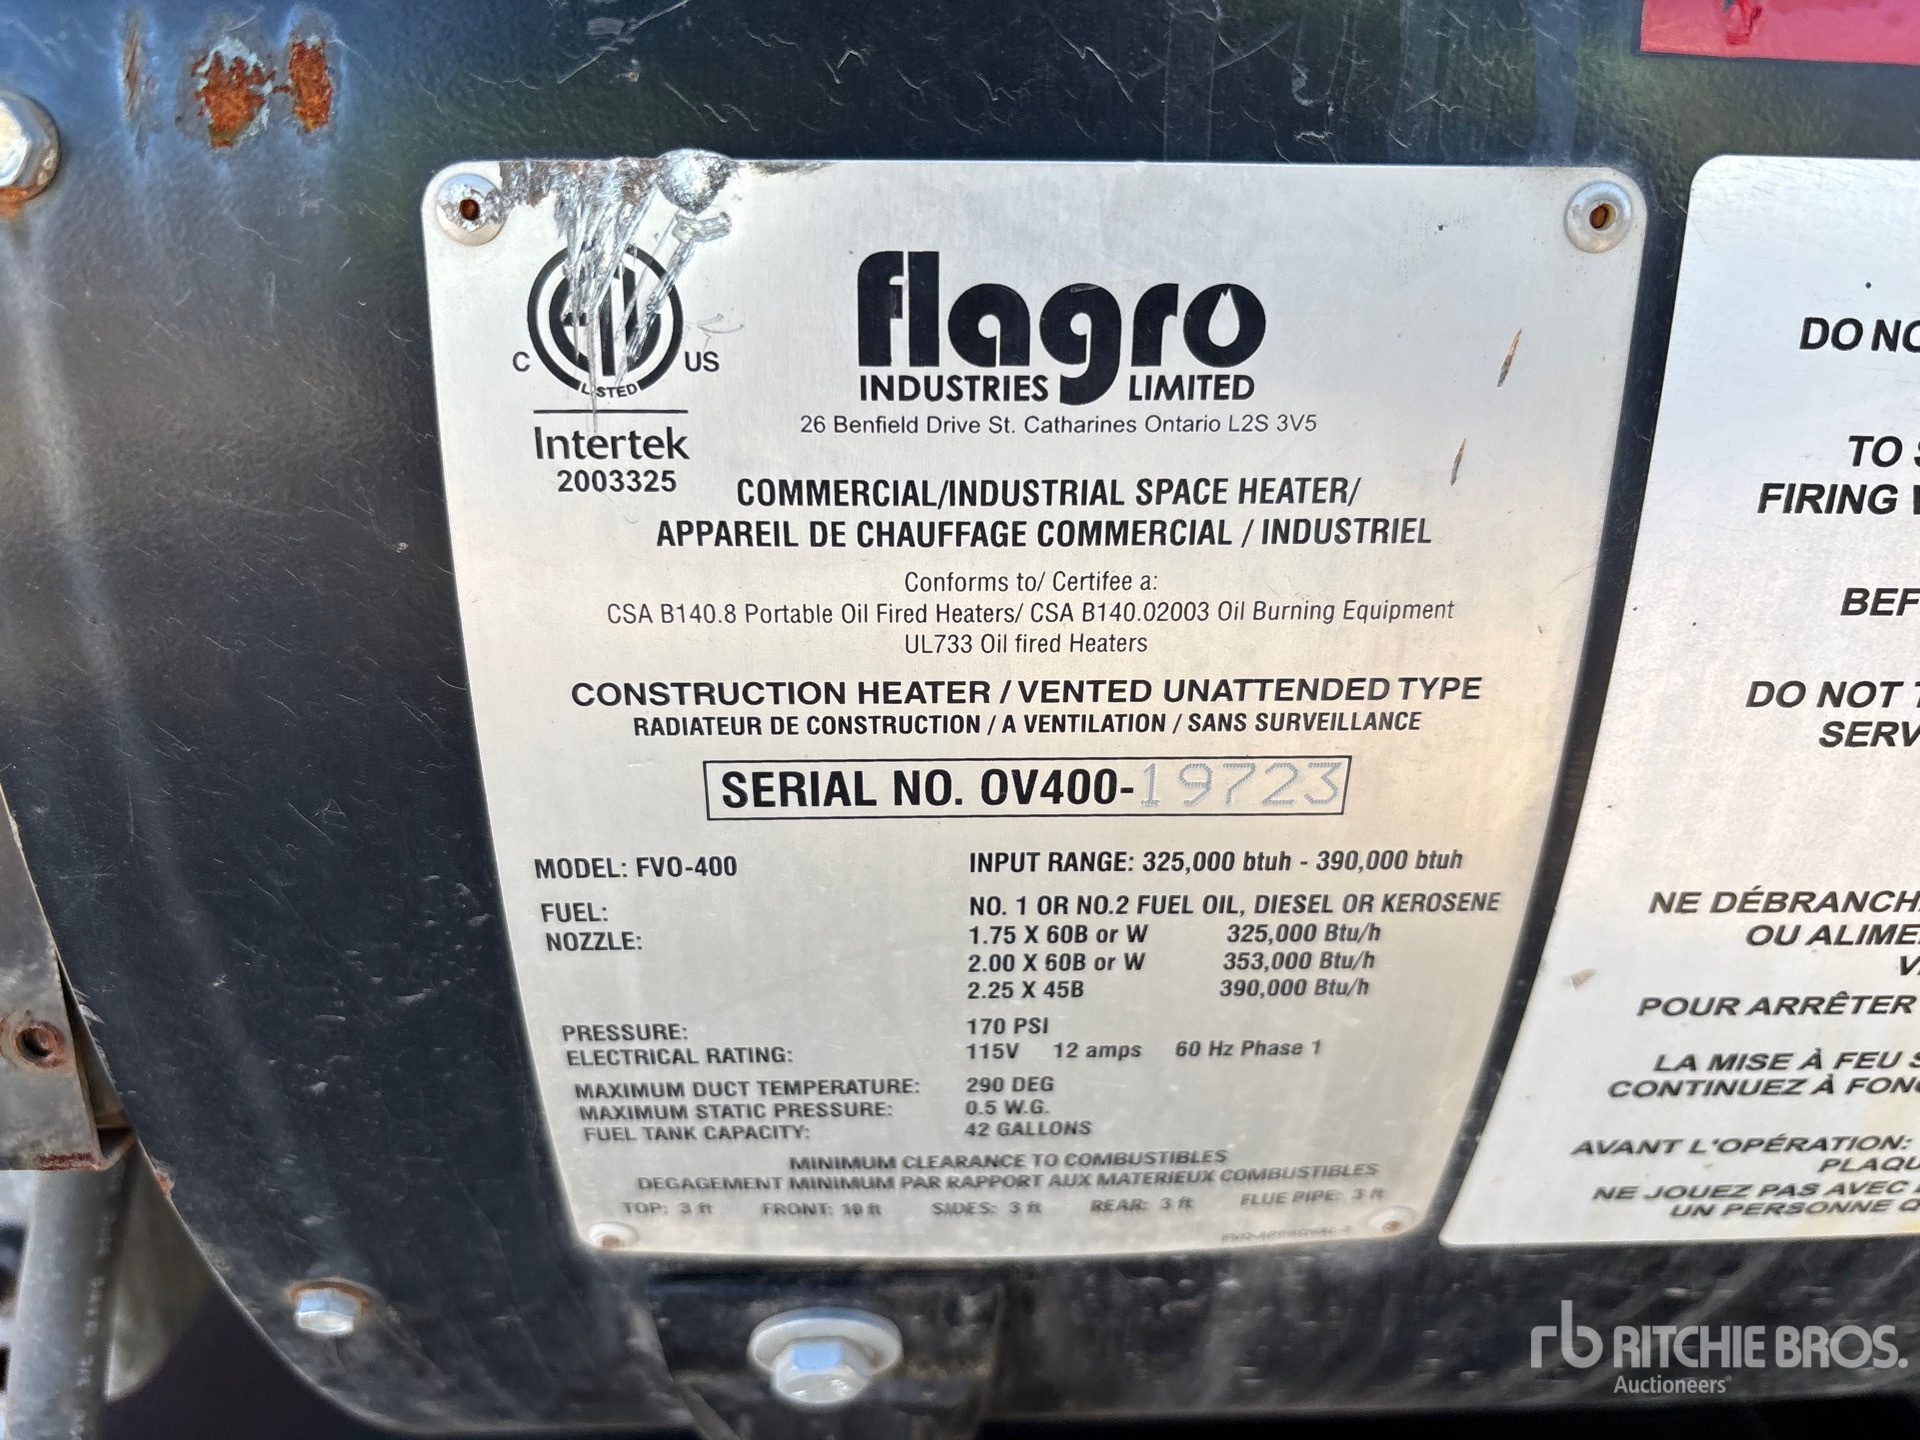 C
US
LISTED
Intertek
2003325
flagro
INDUSTRIES LIMITED
26 Benfield Drive St. Catharines Ontario L2S 3V5
COMMERCIAL/INDUSTRIAL SPACE HEATER/
APPAREIL DE CHAUFFAGE COMMERCIAL / INDUSTRIEL
Conforms to/ Certifee a:
CSA B140.8 Portable Oil Fired Heaters/ CSA B140.02003 Oil Burning Equipment
UL733 Oil fired Heaters
CONSTRUCTION HEATER / VENTED UNATTENDED TYPE
RADIATEUR DE CONSTRUCTION / A VENTILATION / SANS SURVEILLANCE
SERIAL NO. OV400-19723
MODEL: FVO-400 INPUT RANGE: 325,000 btuh - 390,000 btuh
FUEL: NO. 1 OR NO.2 FUEL OIL, DIESEL OR KEROSENE
NOZZLE: 1.75 X 60B or W 325,000 Btu/h
2.00 X 60B or W 353,000 Btu/h
2.25 X 45B 390,000 Btu/h
PRESSURE: 170 PSI
ELECTRICAL RATING: 115V 12 amps 60 Hz Phase 1
MAXIMUM DUCT TEMPERATURE: 290 DEG
MAXIMUM STATIC PRESSURE: 0.5 W.G.
FUEL TANK CAPACITY: 42 GALLONS
MINIMUM CLEARANCE TO COMBUSTIBLES
DEGAGEMENT MINIMUM PAR RAPPORT AUX MATERIEUX COMBUSTIBLES
TOP: 3 ft FRONT: 10 ft SIDES: 3 ft REAR: 3 ft FLUE PIPE: 3 ft
DO NO
TO S
FIRING
BEF
DO NOT T
SERV
NE DÉBRANCH
OU ALIME
VA
POUR ARRÊTER
LA MISE À FEU S
CONTINUEZ À FONC
AVANT L'OPÉRATION:
PLAQU
NE JOUEZ PAS AVEC
UN PERSONNE Q
rb RITCHIE BROS.
Auctioneers